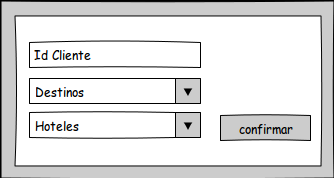 Id Cliente
Destinos
Hoteles
confirmar